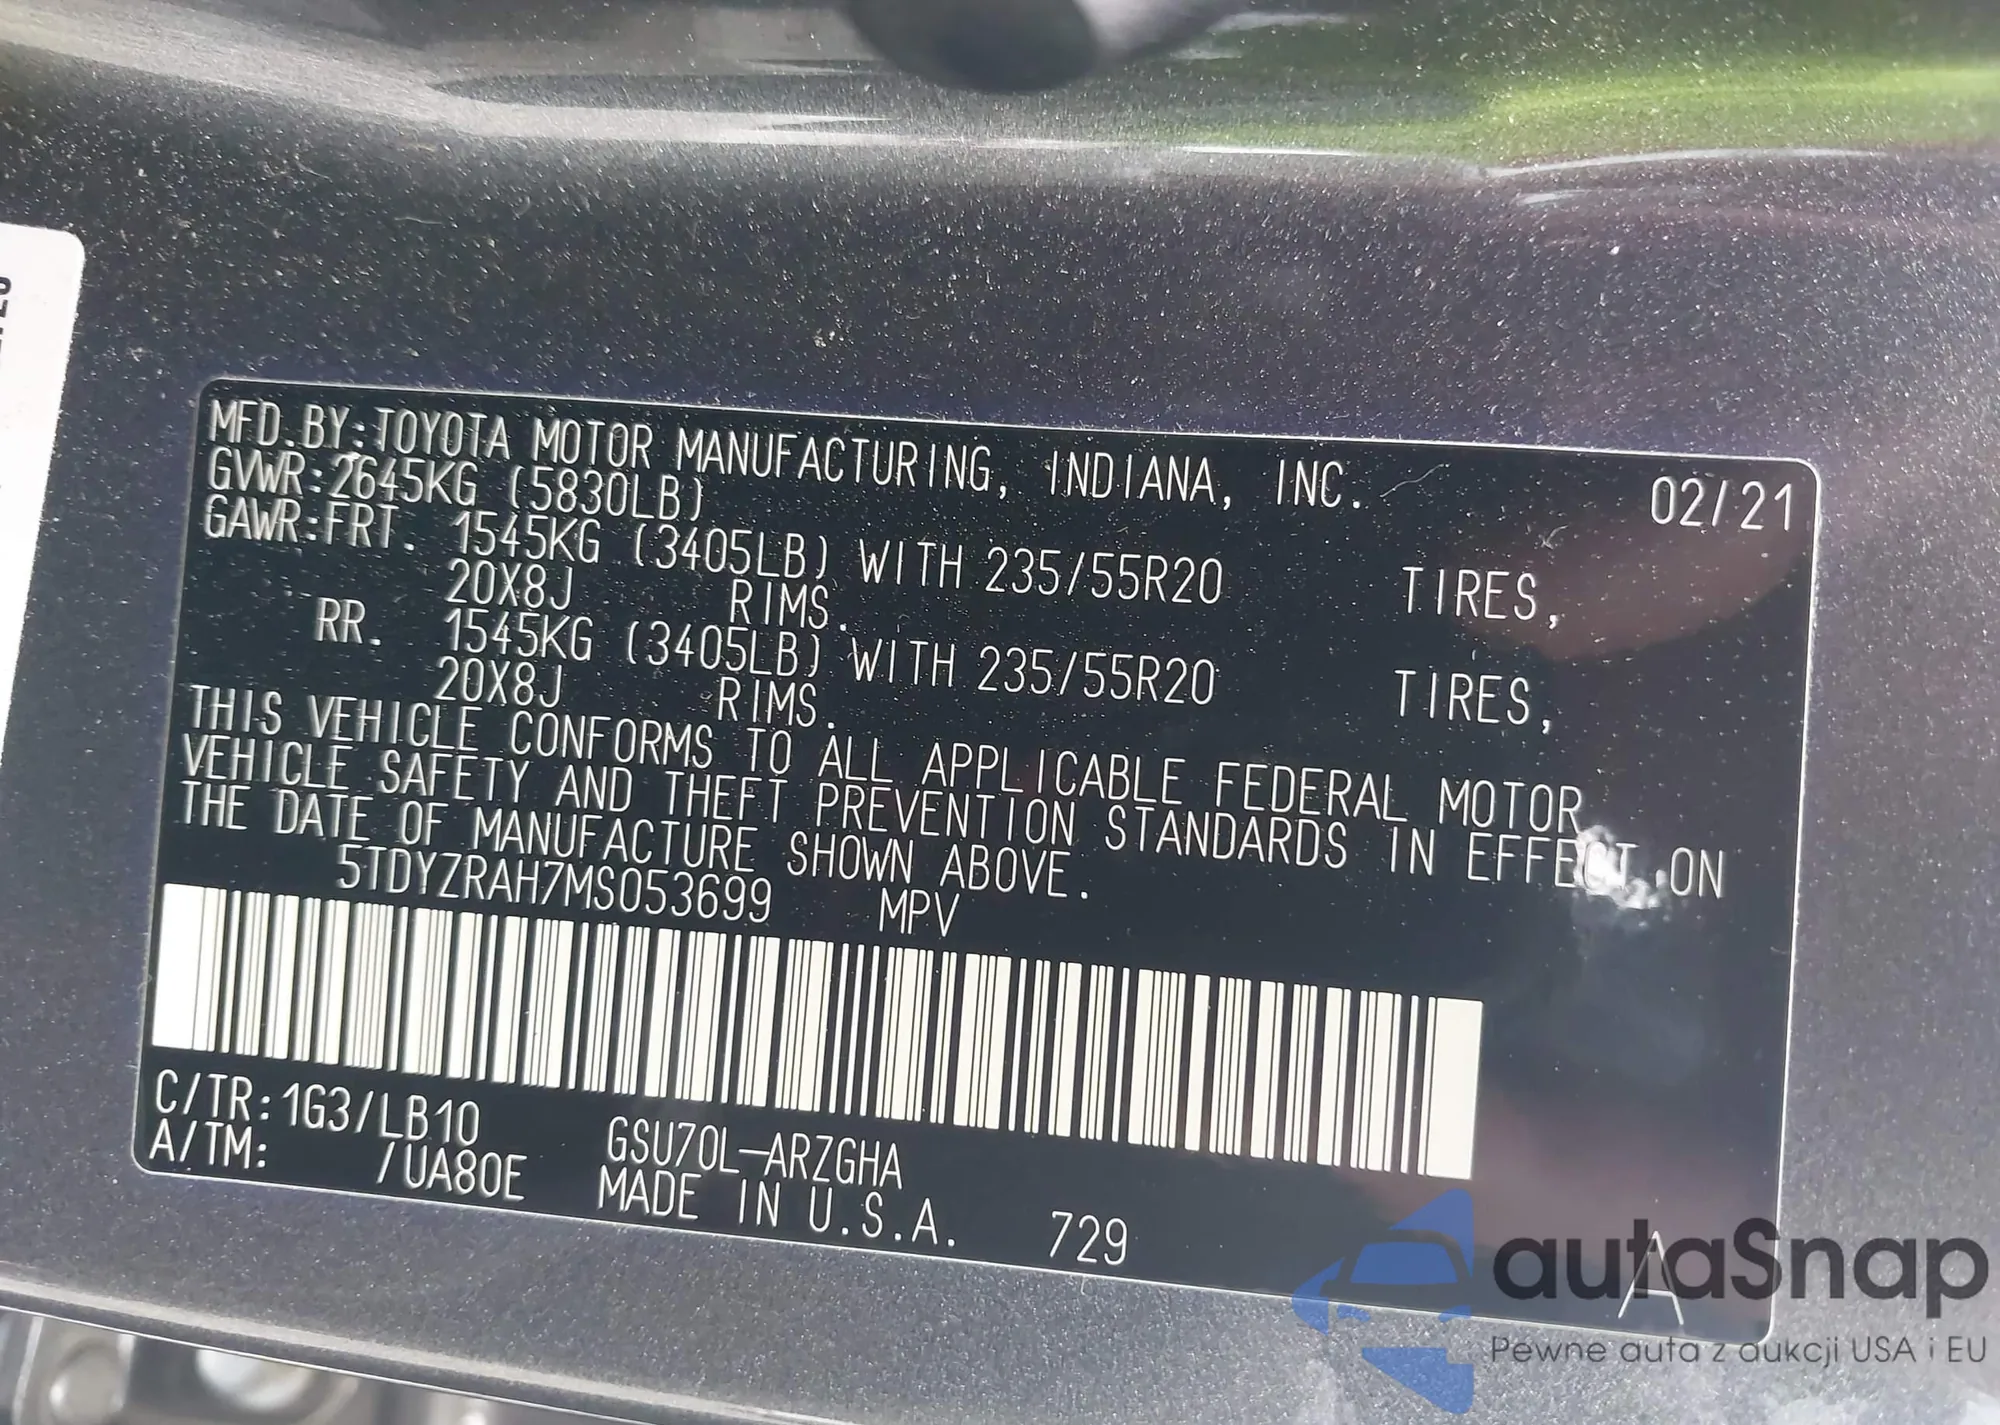 MFD.BY:TOYOTA MOTOR MANUFACTURING, INDIANA, INC. 02/21
GVWR:2645KG (5830LB)
GAWR:FRT. 1545KG (3405LB) WITH 235/55R20 TIRES,
20X8J RIMS.
RR. 1545KG (3405LB) WITH 235/55R20 TIRES,
20X8J RIMS.
THIS VEHICLE CONFORMS TO ALL APPLICABLE FEDERAL MOTOR
VEHICLE SAFETY AND THEFT PREVENTION STANDARDS IN EFFECT ON
THE DATE OF MANUFACTURE SHOWN ABOVE.
5TDYZRAH7MS053699 MPV
C/TR:1G3/LB10 GSU70L-ARZGHA
A/TM: /UA80E MADE IN U.S.A. 729
A
autaSnap
Pewne auta z aukcji USA i EU